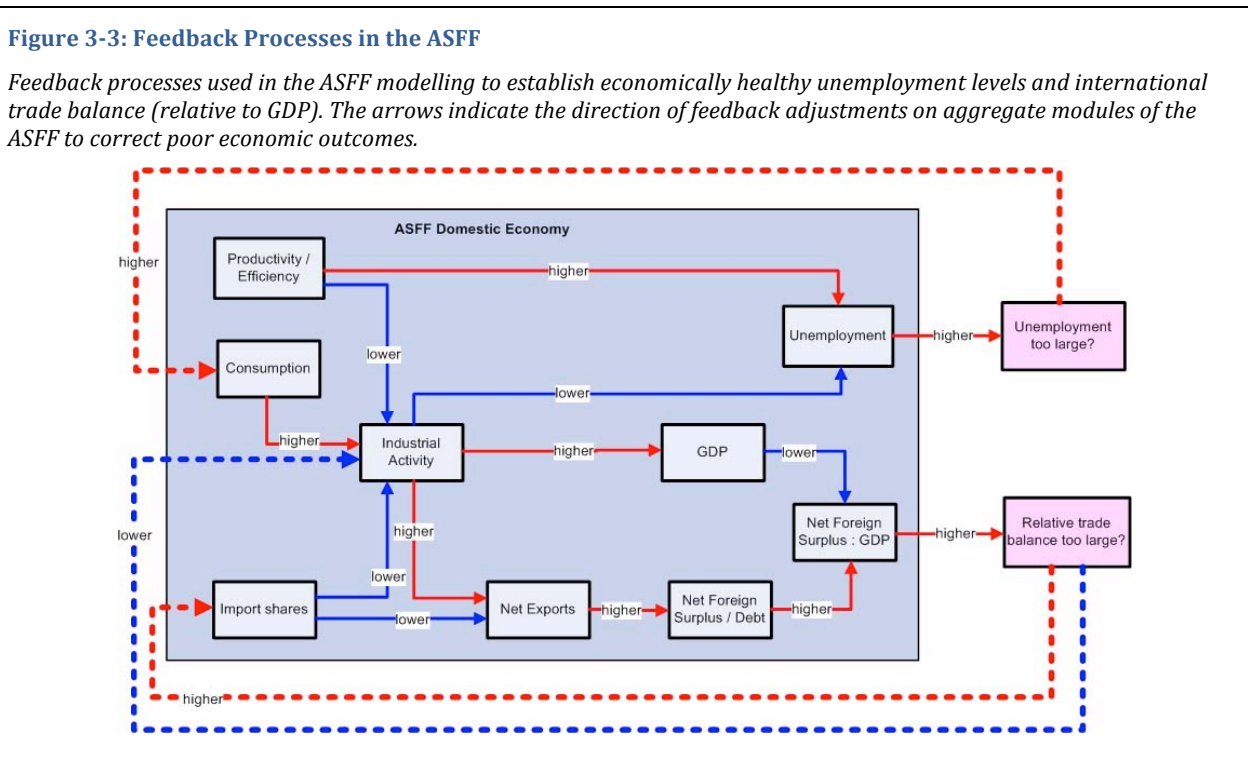 Figure 3-3: Feedback Processes in the ASFF
Feedback processes used in the ASFF modelling to establish economically healthy unemployment levels and international
trade balance (relative to GDP). The arrows indicate the direction of feedback adjustments on aggregate modules of the
ASFF to correct poor economic outcomes.
ASFF Domestic Economy
higher
Productivity /
Efficiency
higher
Unemployment
higher
Unemployment
too large?
lower
Consumption
lower
higher
Industrial
Activity
higher
GDP
lower
lower
higher
Net Foreign
Surplus : GDP
higher
Relative trade
balance too large?
lower
Import shares
lower
Net Exports
higher
Net Foreign
Surplus / Debt
higher
higher